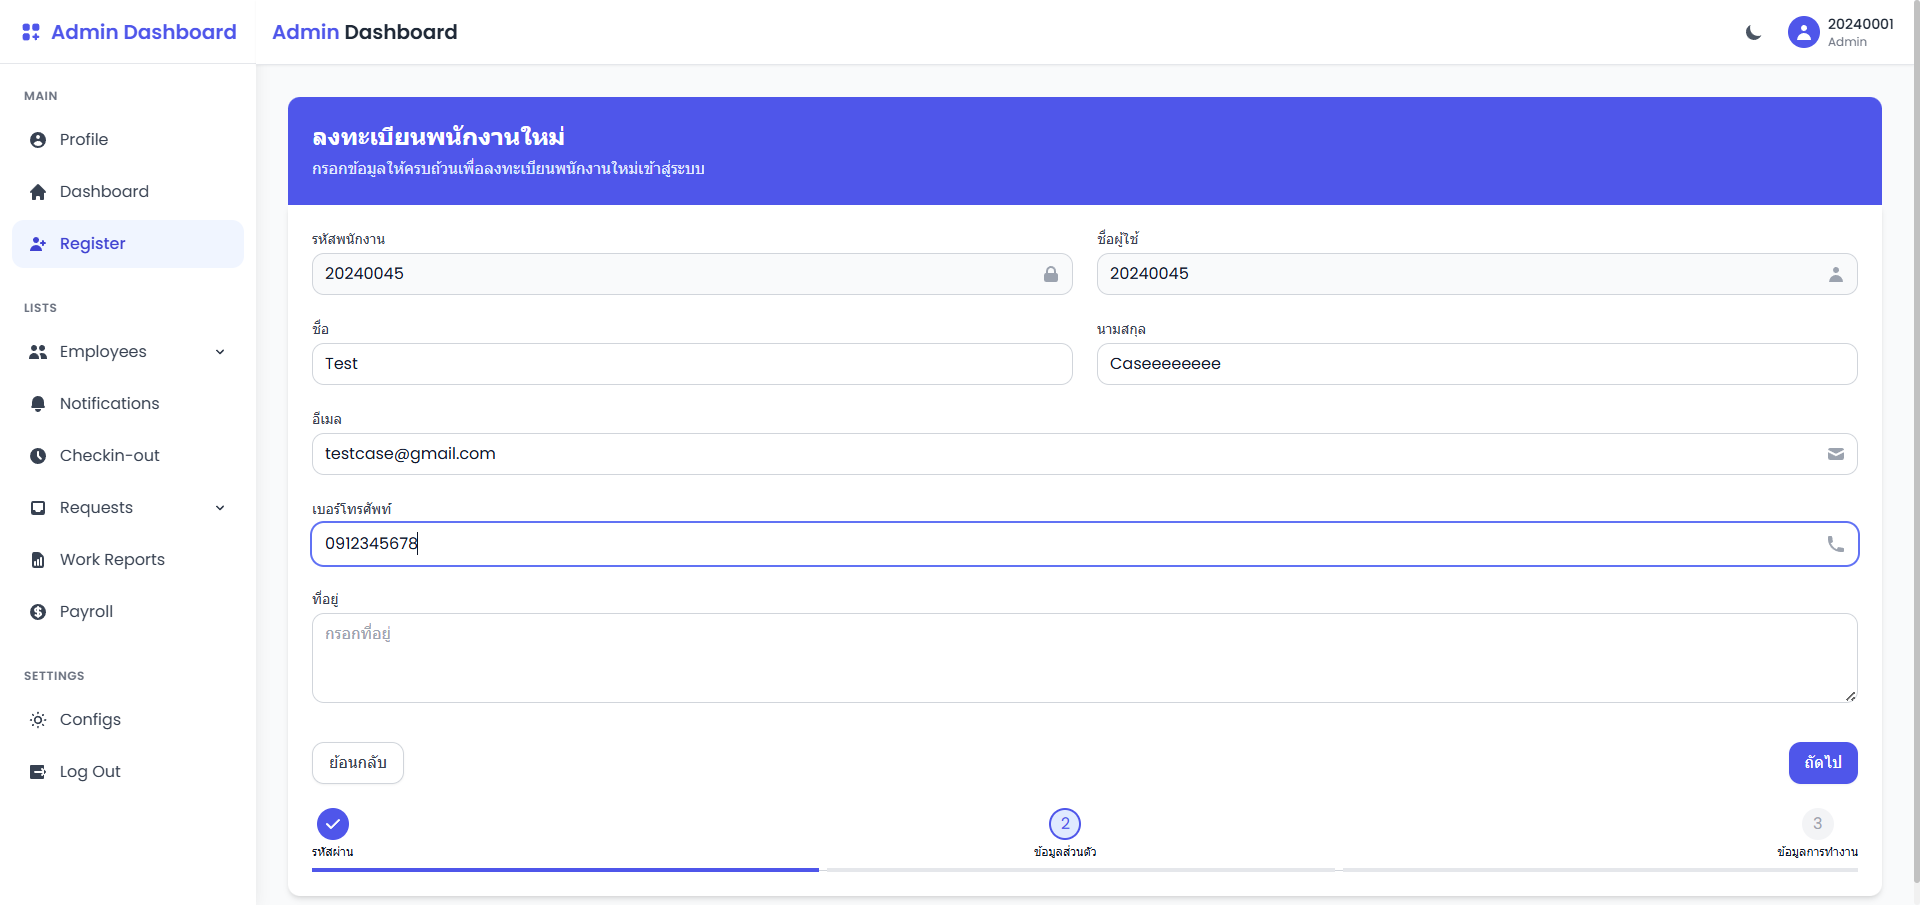 Admin Dashboard
Admin Dashboard
20240001
Admin
MAIN
Profile
Dashboard
Register
LISTS
Employees
Notifications
Checkin-out
Requests
Work Reports
Payroll
SETTINGS
Configs
Log Out
ลงทะเบียนพนักงานใหม่
กรอกข้อมูลให้ครบถ้วนเพื่อลงทะเบียนพนักงานใหม่เข้าสู่ระบบ
รหัสพนักงาน
20240045
ชื่อผู้ใช้
20240045
ชื่อ
Test
นามสกุล
Caseeeeeeee
อีเมล
testcase@gmail.com
เบอร์โทรศัพท์
0912345678
ที่อยู่
กรอกที่อยู่
ย้อนกลับ
ถัดไป
2
3
รหัสผ่าน
ข้อมูลส่วนตัว
ข้อมูลการทำงาน